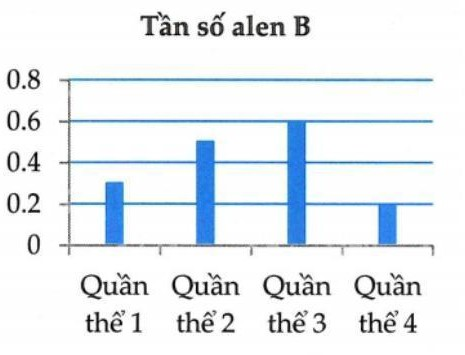 Tần số alen B
0.8
0.6
0.4
0.2
0
Quần thể 1
Quần thể 2
Quần thể 3
Quần thể 4